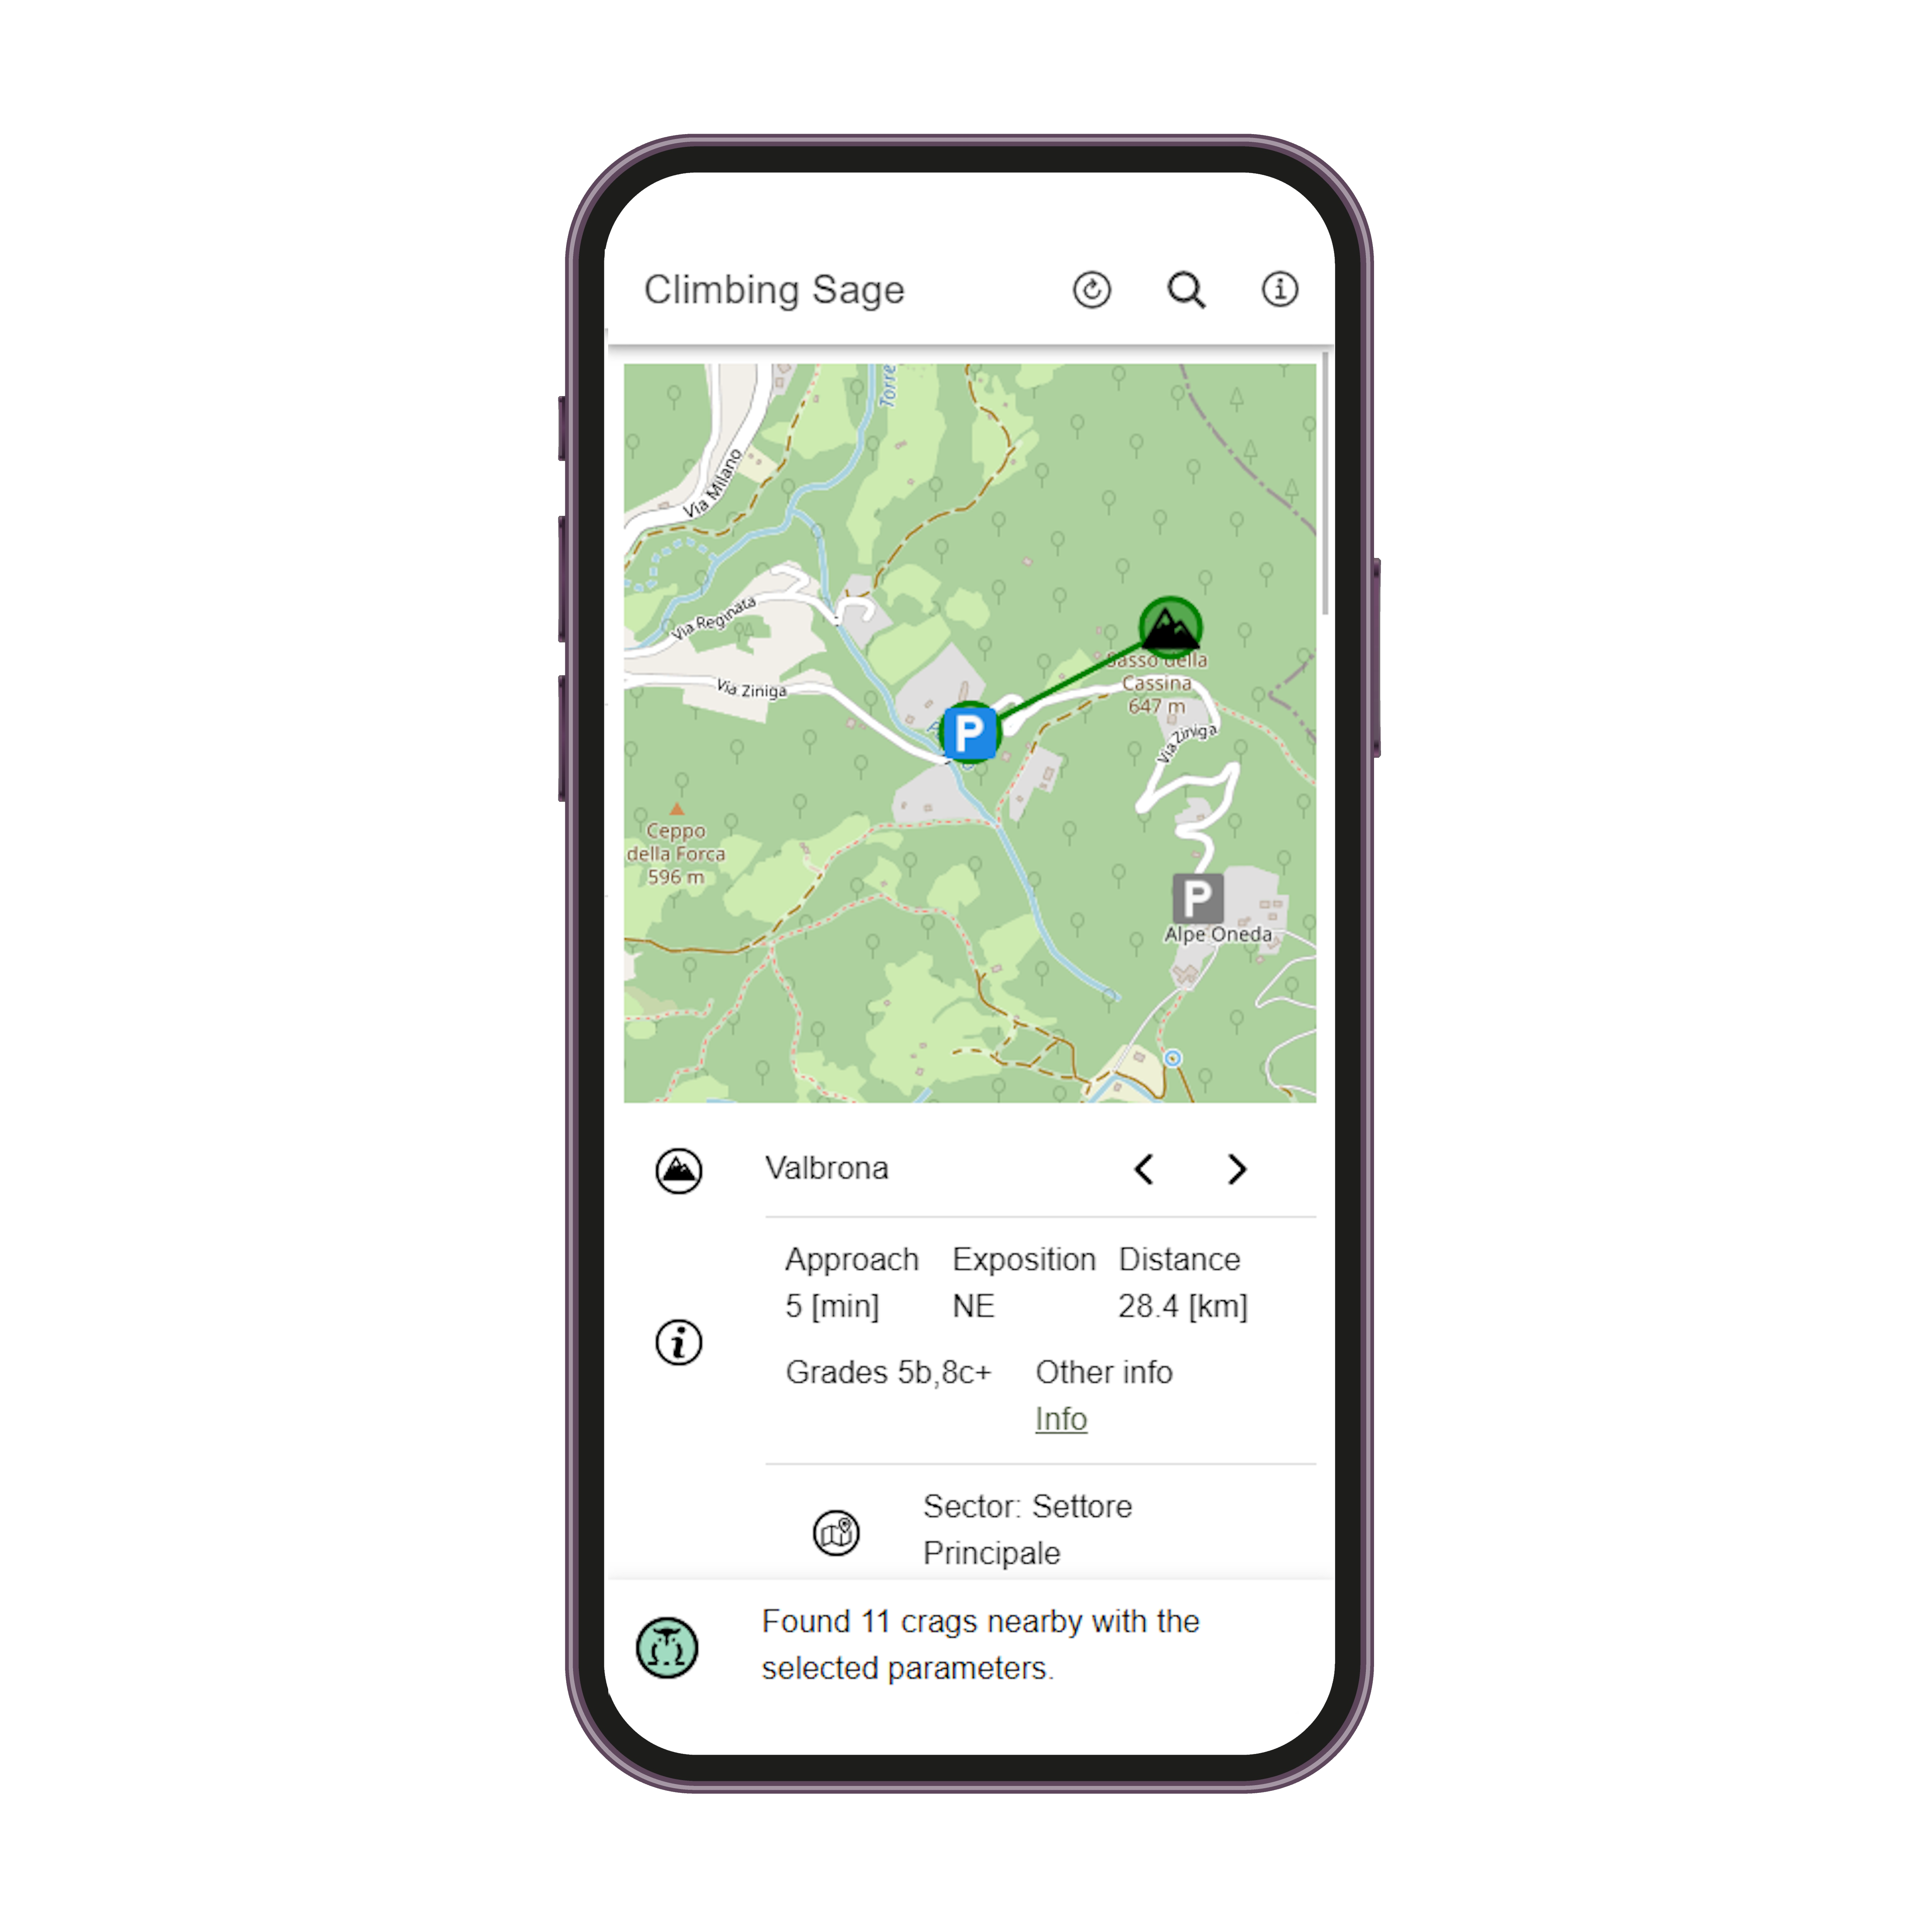 Climbing Sage
Torre
Via Milano
Via Reginata
Via Ziniga
Sasso della
Cassina
647 m
P
Via Ziniga
Ceppo
della Forca
596 m
P
Alpe Oneda
Valbrona
Approach Exposition Distance
5 [min] NE 28.4 [km]
Grades 5b,8c+ Other info
Info
Sector: Settore
Principale
Found 11 crags nearby with the
selected parameters.